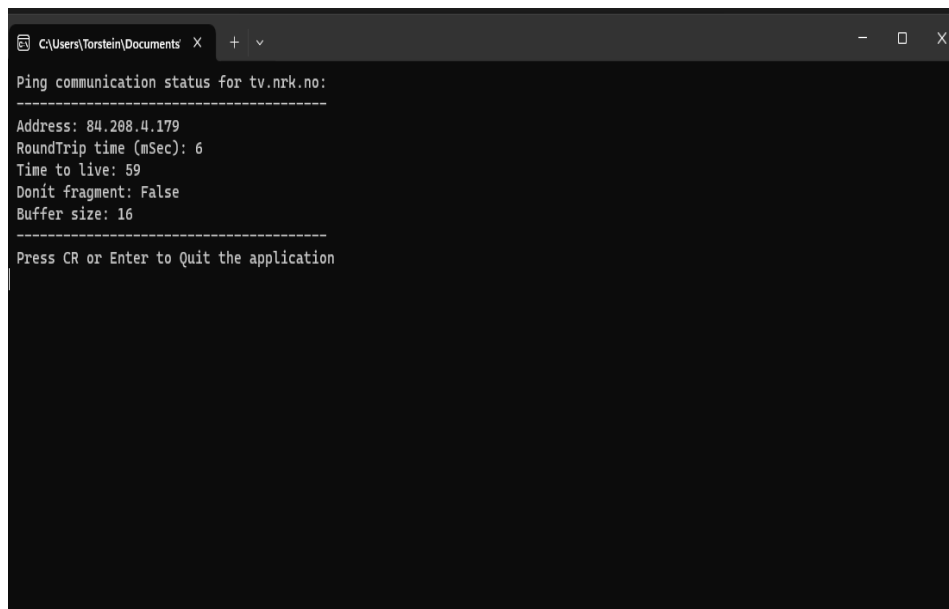 C:\Users\Torstein\Documents\
Ping communication status for tv.nrk.no:
----------------------------------------
Address: 84.208.4.179
RoundTrip time (mSec): 6
Time to live: 59
Donít fragment: False
Buffer size: 16
----------------------------------------
Press CR or Enter to Quit the application